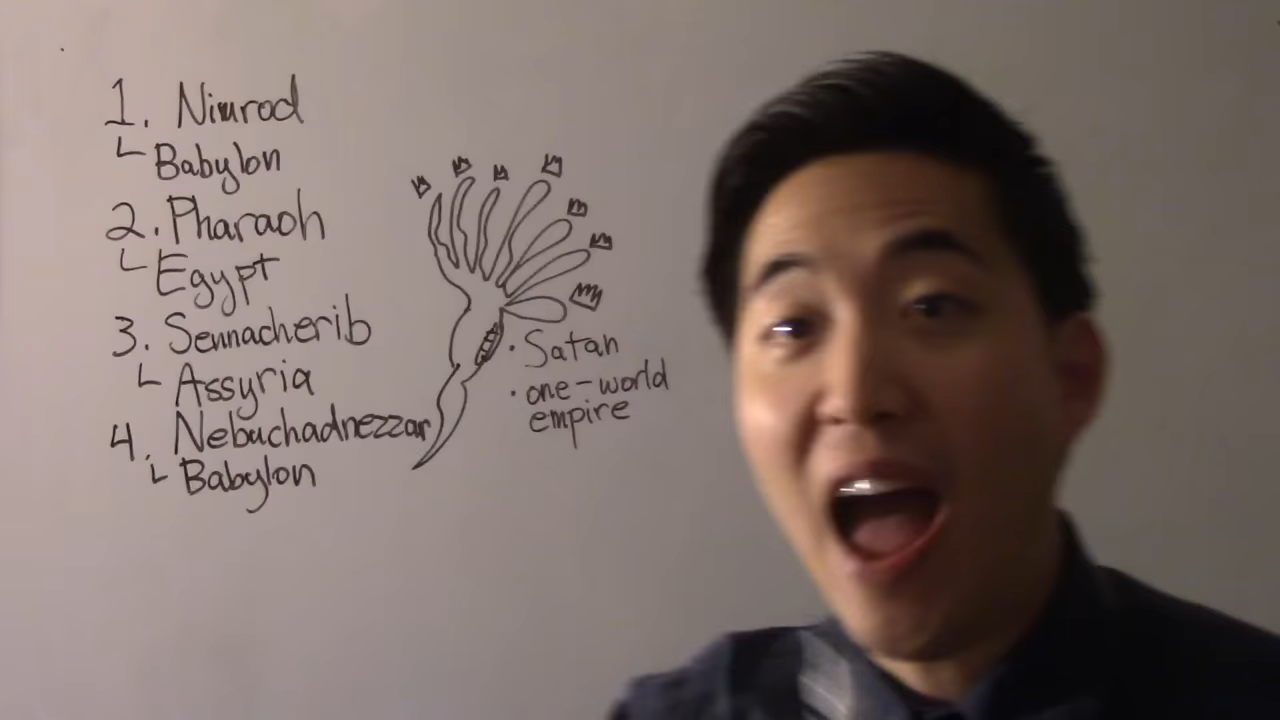 1. Nimrod
Babylon
2. Pharaoh
Egypt
3. Sennacherib
Assyria
4. Nebuchadnezzar
Babylon
• Satan
• one-world
empire